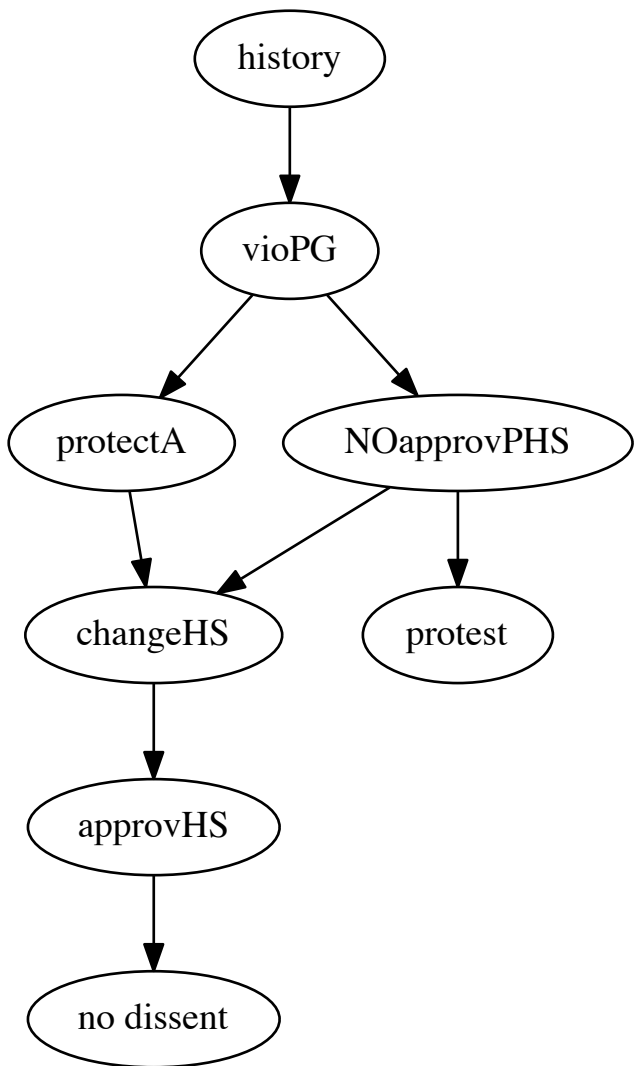 history
vioPG
protectA
NOapprovPHS
changeHS
protest
approvHS
no dissent